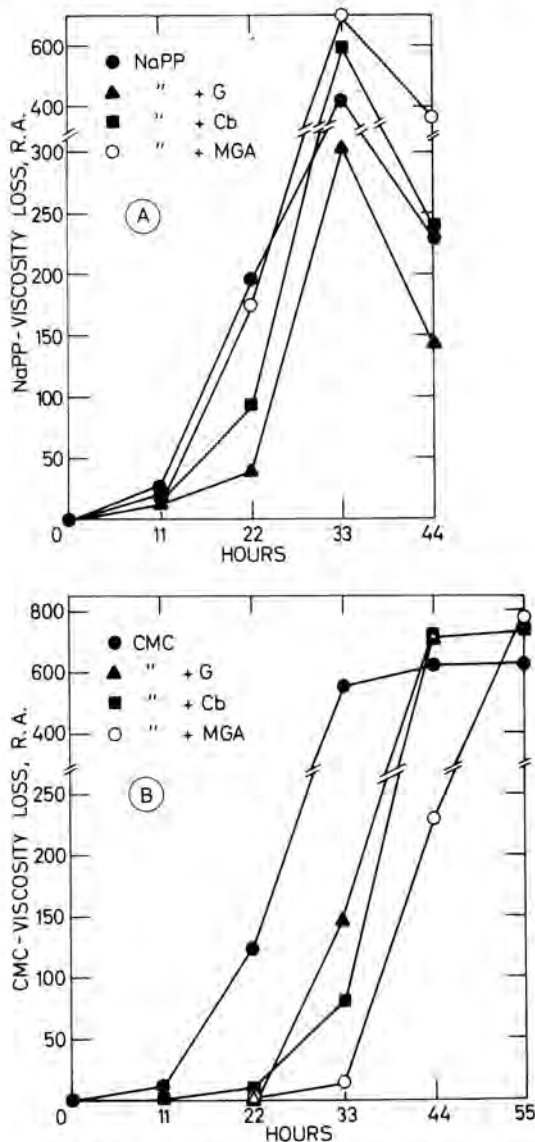 600
400
300
250
200
150
100
50
0
NaPP-VISCOSITY LOSS, R.A.
● NaPP
▲ " + G
■ " + Cb
○ " + MGA
A
11 22 33 44
HOURS
800
600
400
250
200
150
100
50
0
CMC-VISCOSITY LOSS, R.A.
● CMC
▲ " + G
■ " + Cb
○ " + MGA
B
11 22 33 44 55
HOURS